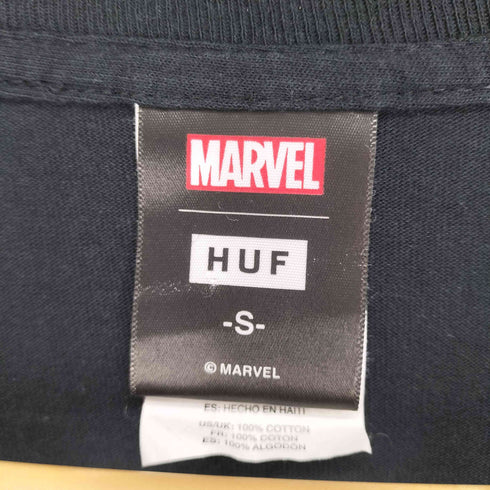 MARVEL
HUF
-S-
© MARVEL
ES: HECHO EN HAITI
US/UK: 100% COTTON
FR: 100% COTON
ES: 100% ALGODON